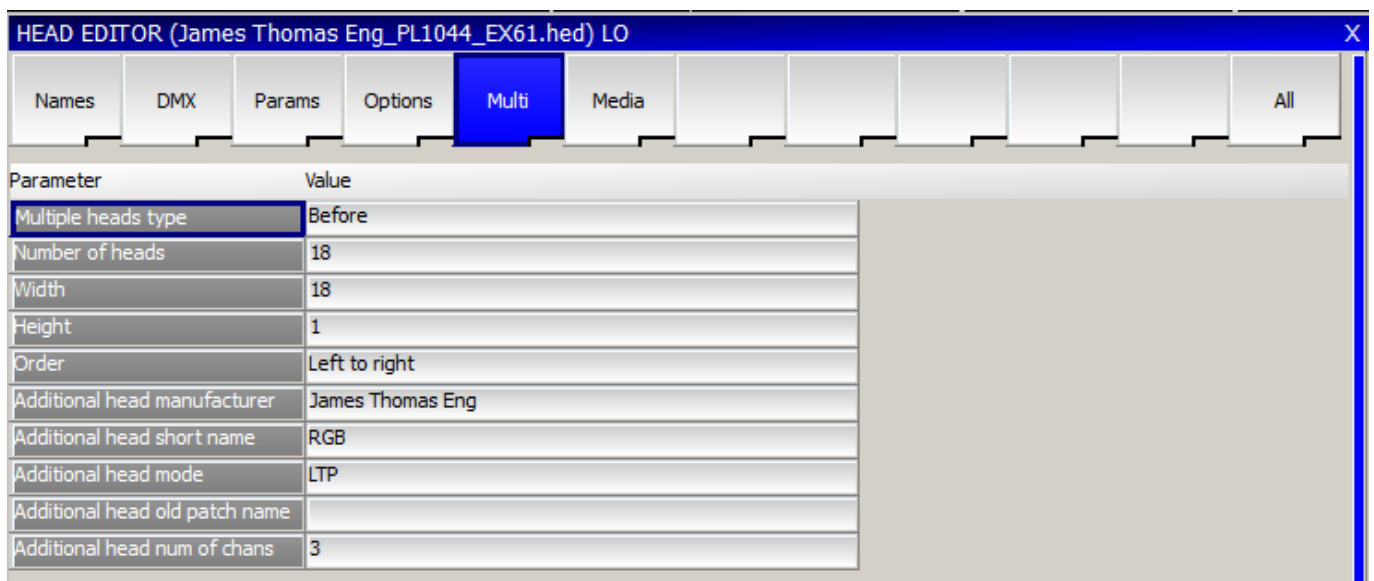 HEAD EDITOR (James Thomas Eng_PL1044_EX61.hed) LO X
Names DMX Params Options Multi Media All
Parameter Value
Multiple heads type Before
Number of heads 18
Width 18
Height 1
Order Left to right
Additional head manufacturer James Thomas Eng
Additional head short name RGB
Additional head mode LTP
Additional head old patch name
Additional head num of chans 3